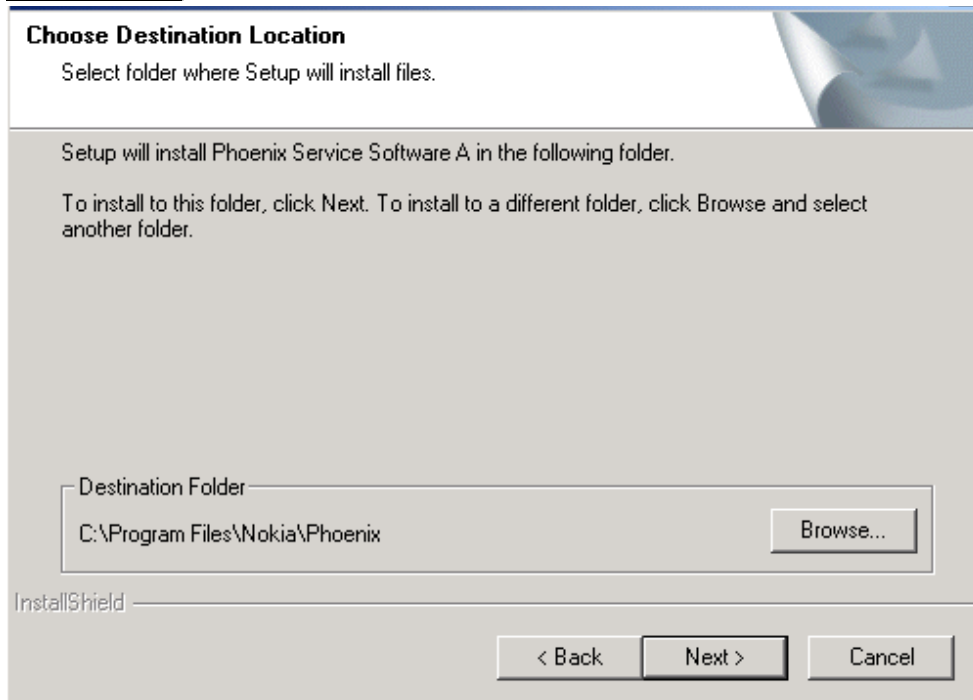 Choose Destination Location
Select folder where Setup will install files.
Setup will install Phoenix Service Software A in the following folder.
To install to this folder, click Next. To install to a different folder, click Browse and select
another folder.
Destination Folder
C:\Program Files\Nokia\Phoenix
Browse...
InstallShield
< Back
Next >
Cancel